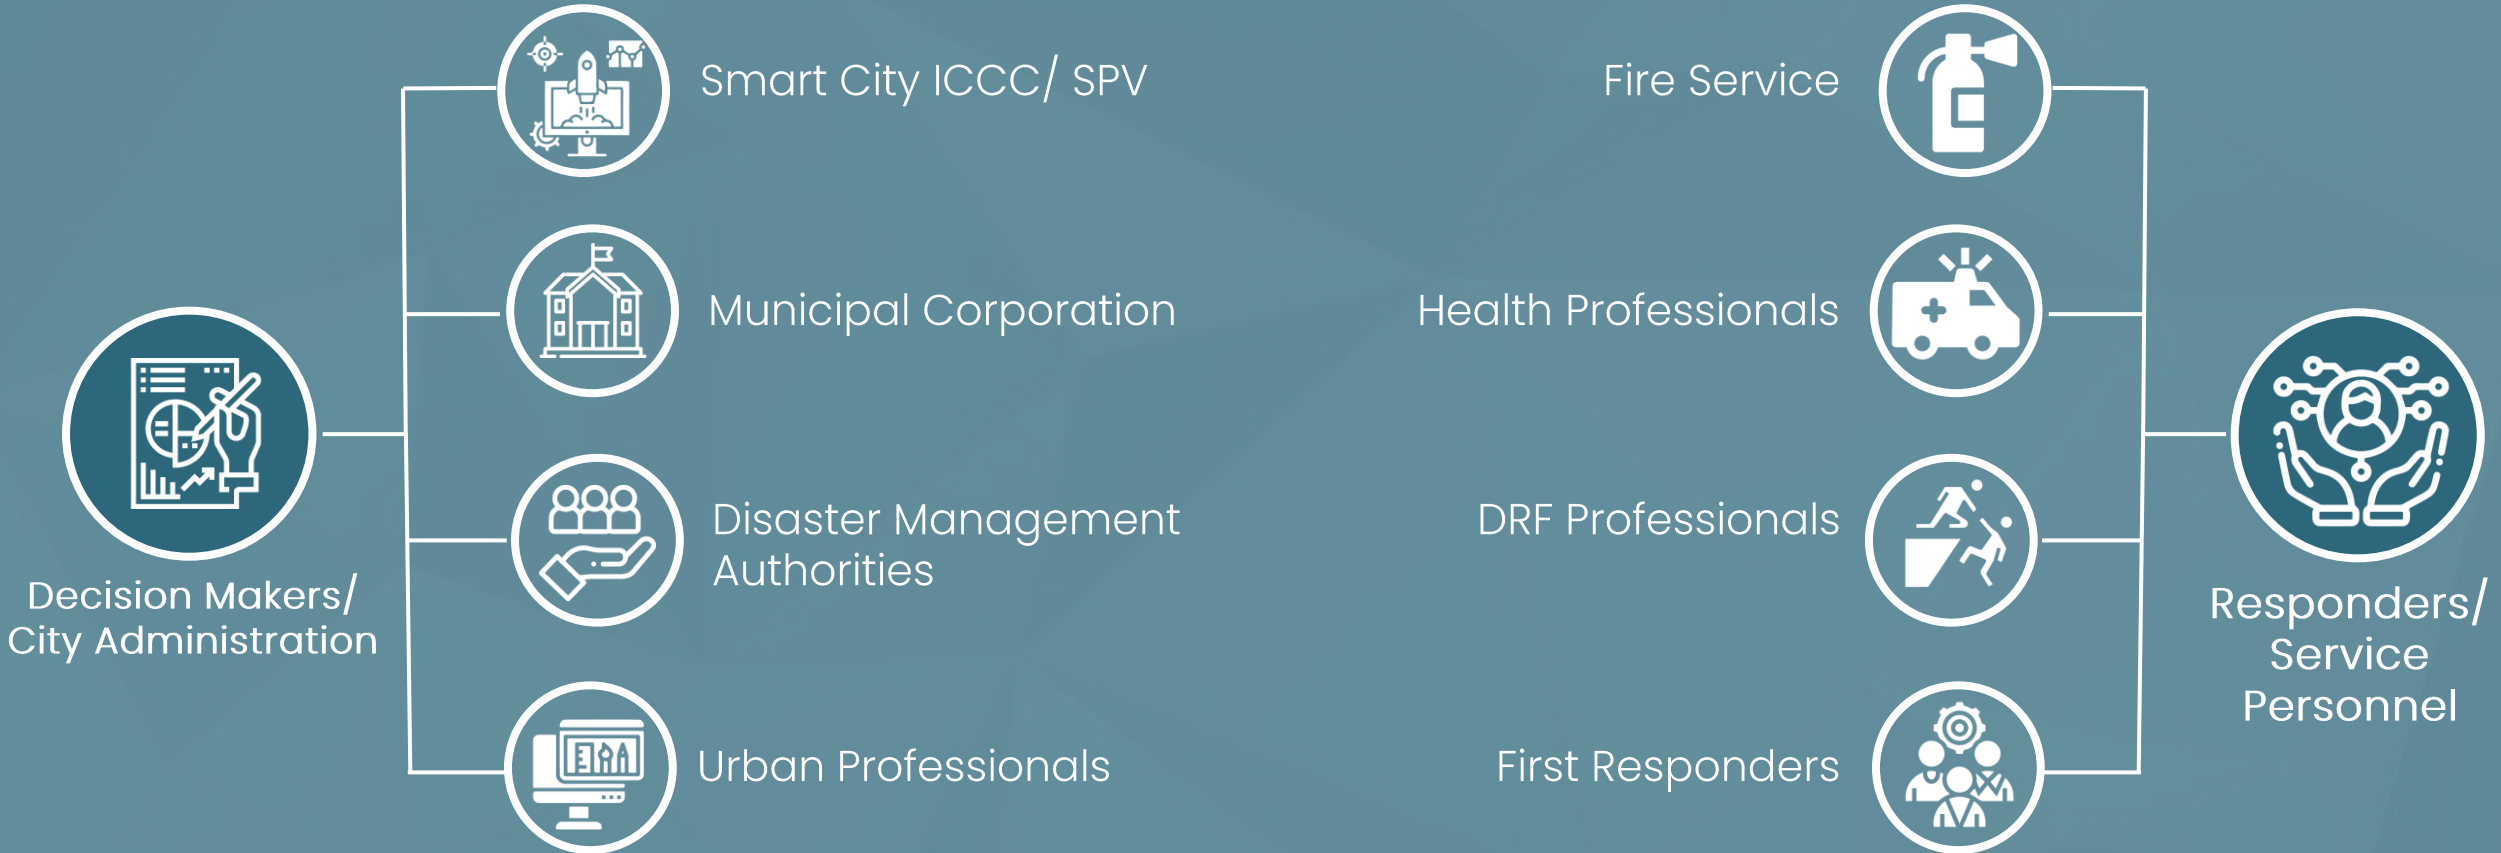 Smart City ICCC/ SPV
Municipal Corporation
Disaster Management
Authorities
Urban Professionals
Decision Makers/
City Administration
Fire Service
Health Professionals
DRF Professionals
First Responders
Responders/
Service
Personnel